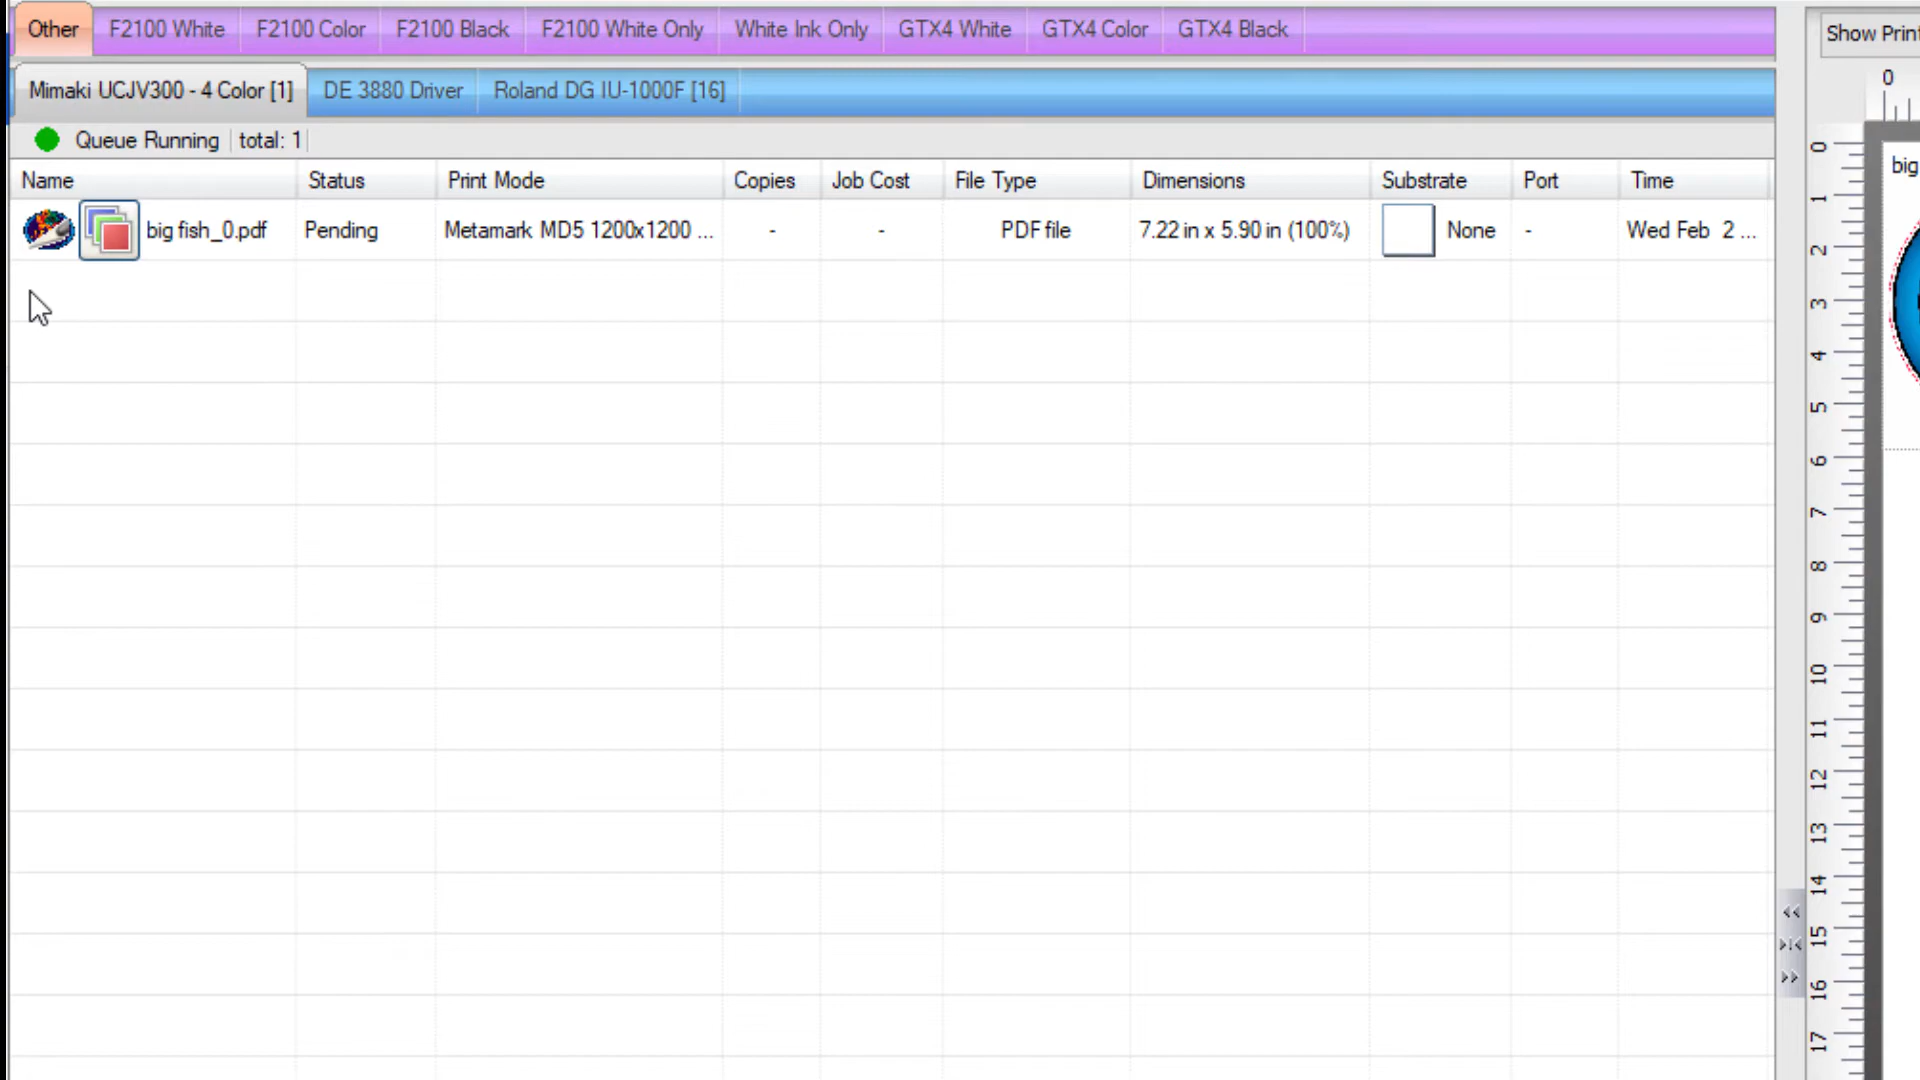 Other F2100 White F2100 Color F2100 Black F2100 White Only White Ink Only GTX4 White GTX4 Color GTX4 Black
Show Print
Mimaki UCJV300 - 4 Color [1] DE 3880 Driver Roland DG IU-1000F [16]
0
Queue Running total: 1
Name Status Print Mode Copies Job Cost File Type Dimensions Substrate Port Time
big fish_0.pdf Pending Metamark MD5 1200x1200 ... - - PDF file 7.22 in x 5.90 in (100%) None - Wed Feb 2 ...
big
0
1
2
3
4
5
6
7
8
9
10
11
12
13
14
15
16
17